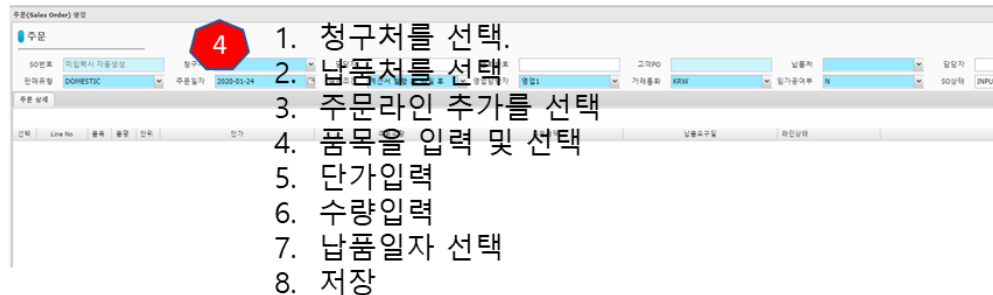 주문(Sales Order) 생성
주문
4
1. 청구처를 선택.
2. 납품처를 선택
3. 주문라인 추가를 선택
4. 품목을 입력 및 선택
5. 단가입력
6. 수량입력
7. 납품일자 선택
8. 저장
SO번호 미입력시 자동생성 고객PO 납품처 담당자
판매유형 DOMESTIC 주문일자 2020-01-24 영업1 거래통화 KRW 임가공여부 N SO상태 INPU
주문 상세
선택 Line No 품목 품명 단위 단가 납품요구일 라인상태